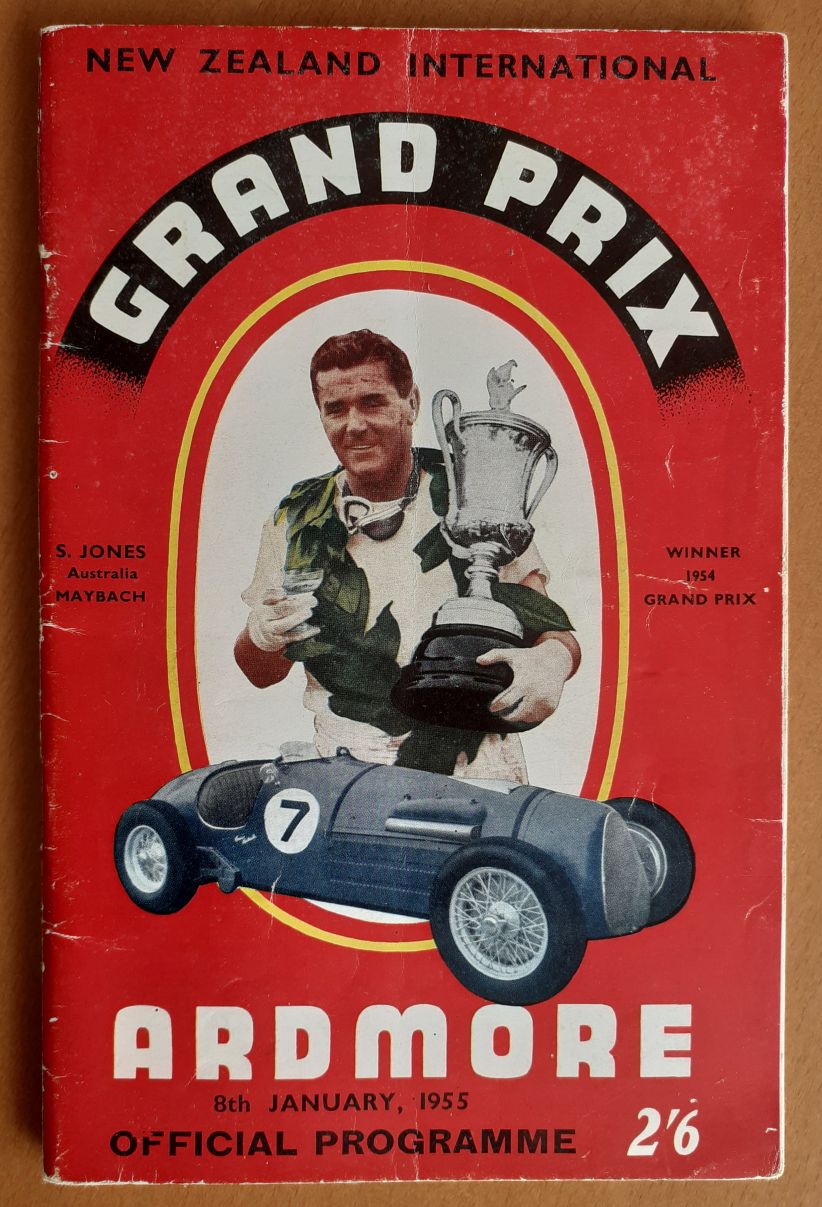 NEW ZEALAND INTERNATIONAL
GRAND PRIX
S. JONES
Australia
MAYBACH
WINNER
1954
GRAND PRIX
7
ARDMORE
8th JANUARY, 1955
OFFICIAL PROGRAMME
2'6